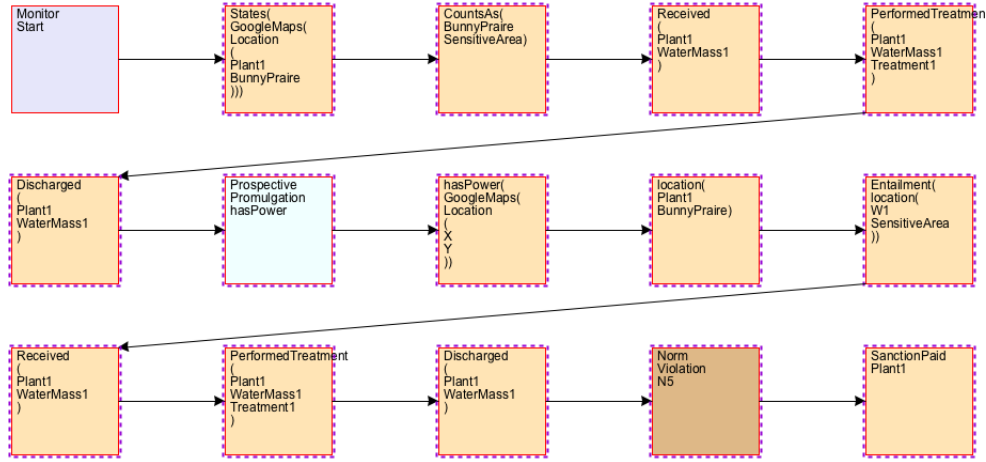 Monitor
Start
States(
GoogleMaps(
Location
(
Plant1
BunnyPraire
)))
CountsAs(
BunnyPraire
SensitiveArea)
Received
(
Plant1
WaterMass1
)
PerformedTreatment
(
Plant1
WaterMass1
Treatment1
)
Discharged
(
Plant1
WaterMass1
)
Prospective
Promulgation
hasPower
hasPower(
GoogleMaps(
Location
(
X
Y
))
location(
Plant1
BunnyPraire)
Entailment(
location(
W1
SensitiveArea
))
Received
(
Plant1
WaterMass1
)
PerformedTreatment
(
Plant1
WaterMass1
Treatment1
)
Discharged
(
Plant1
WaterMass1
)
Norm
Violation
N5
SanctionPaid
Plant1